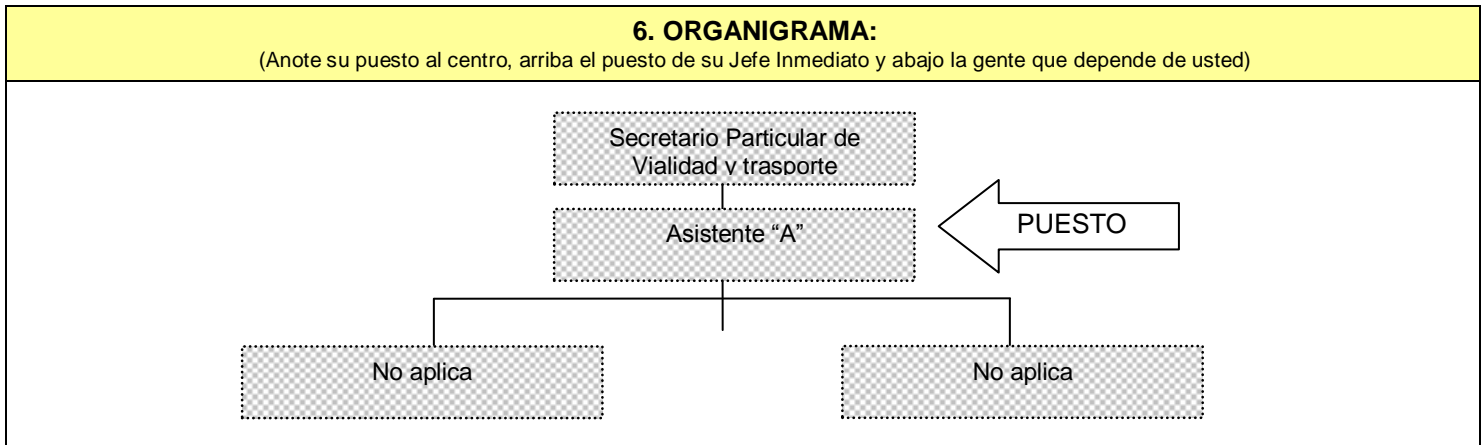 6. ORGANIGRAMA:
(Anote su puesto al centro, arriba el puesto de su Jefe Inmediato y abajo la gente que depende de usted)
Secretario Particular de
Vialidad y trasporte
Asistente “A”
PUESTO
No aplica
No aplica